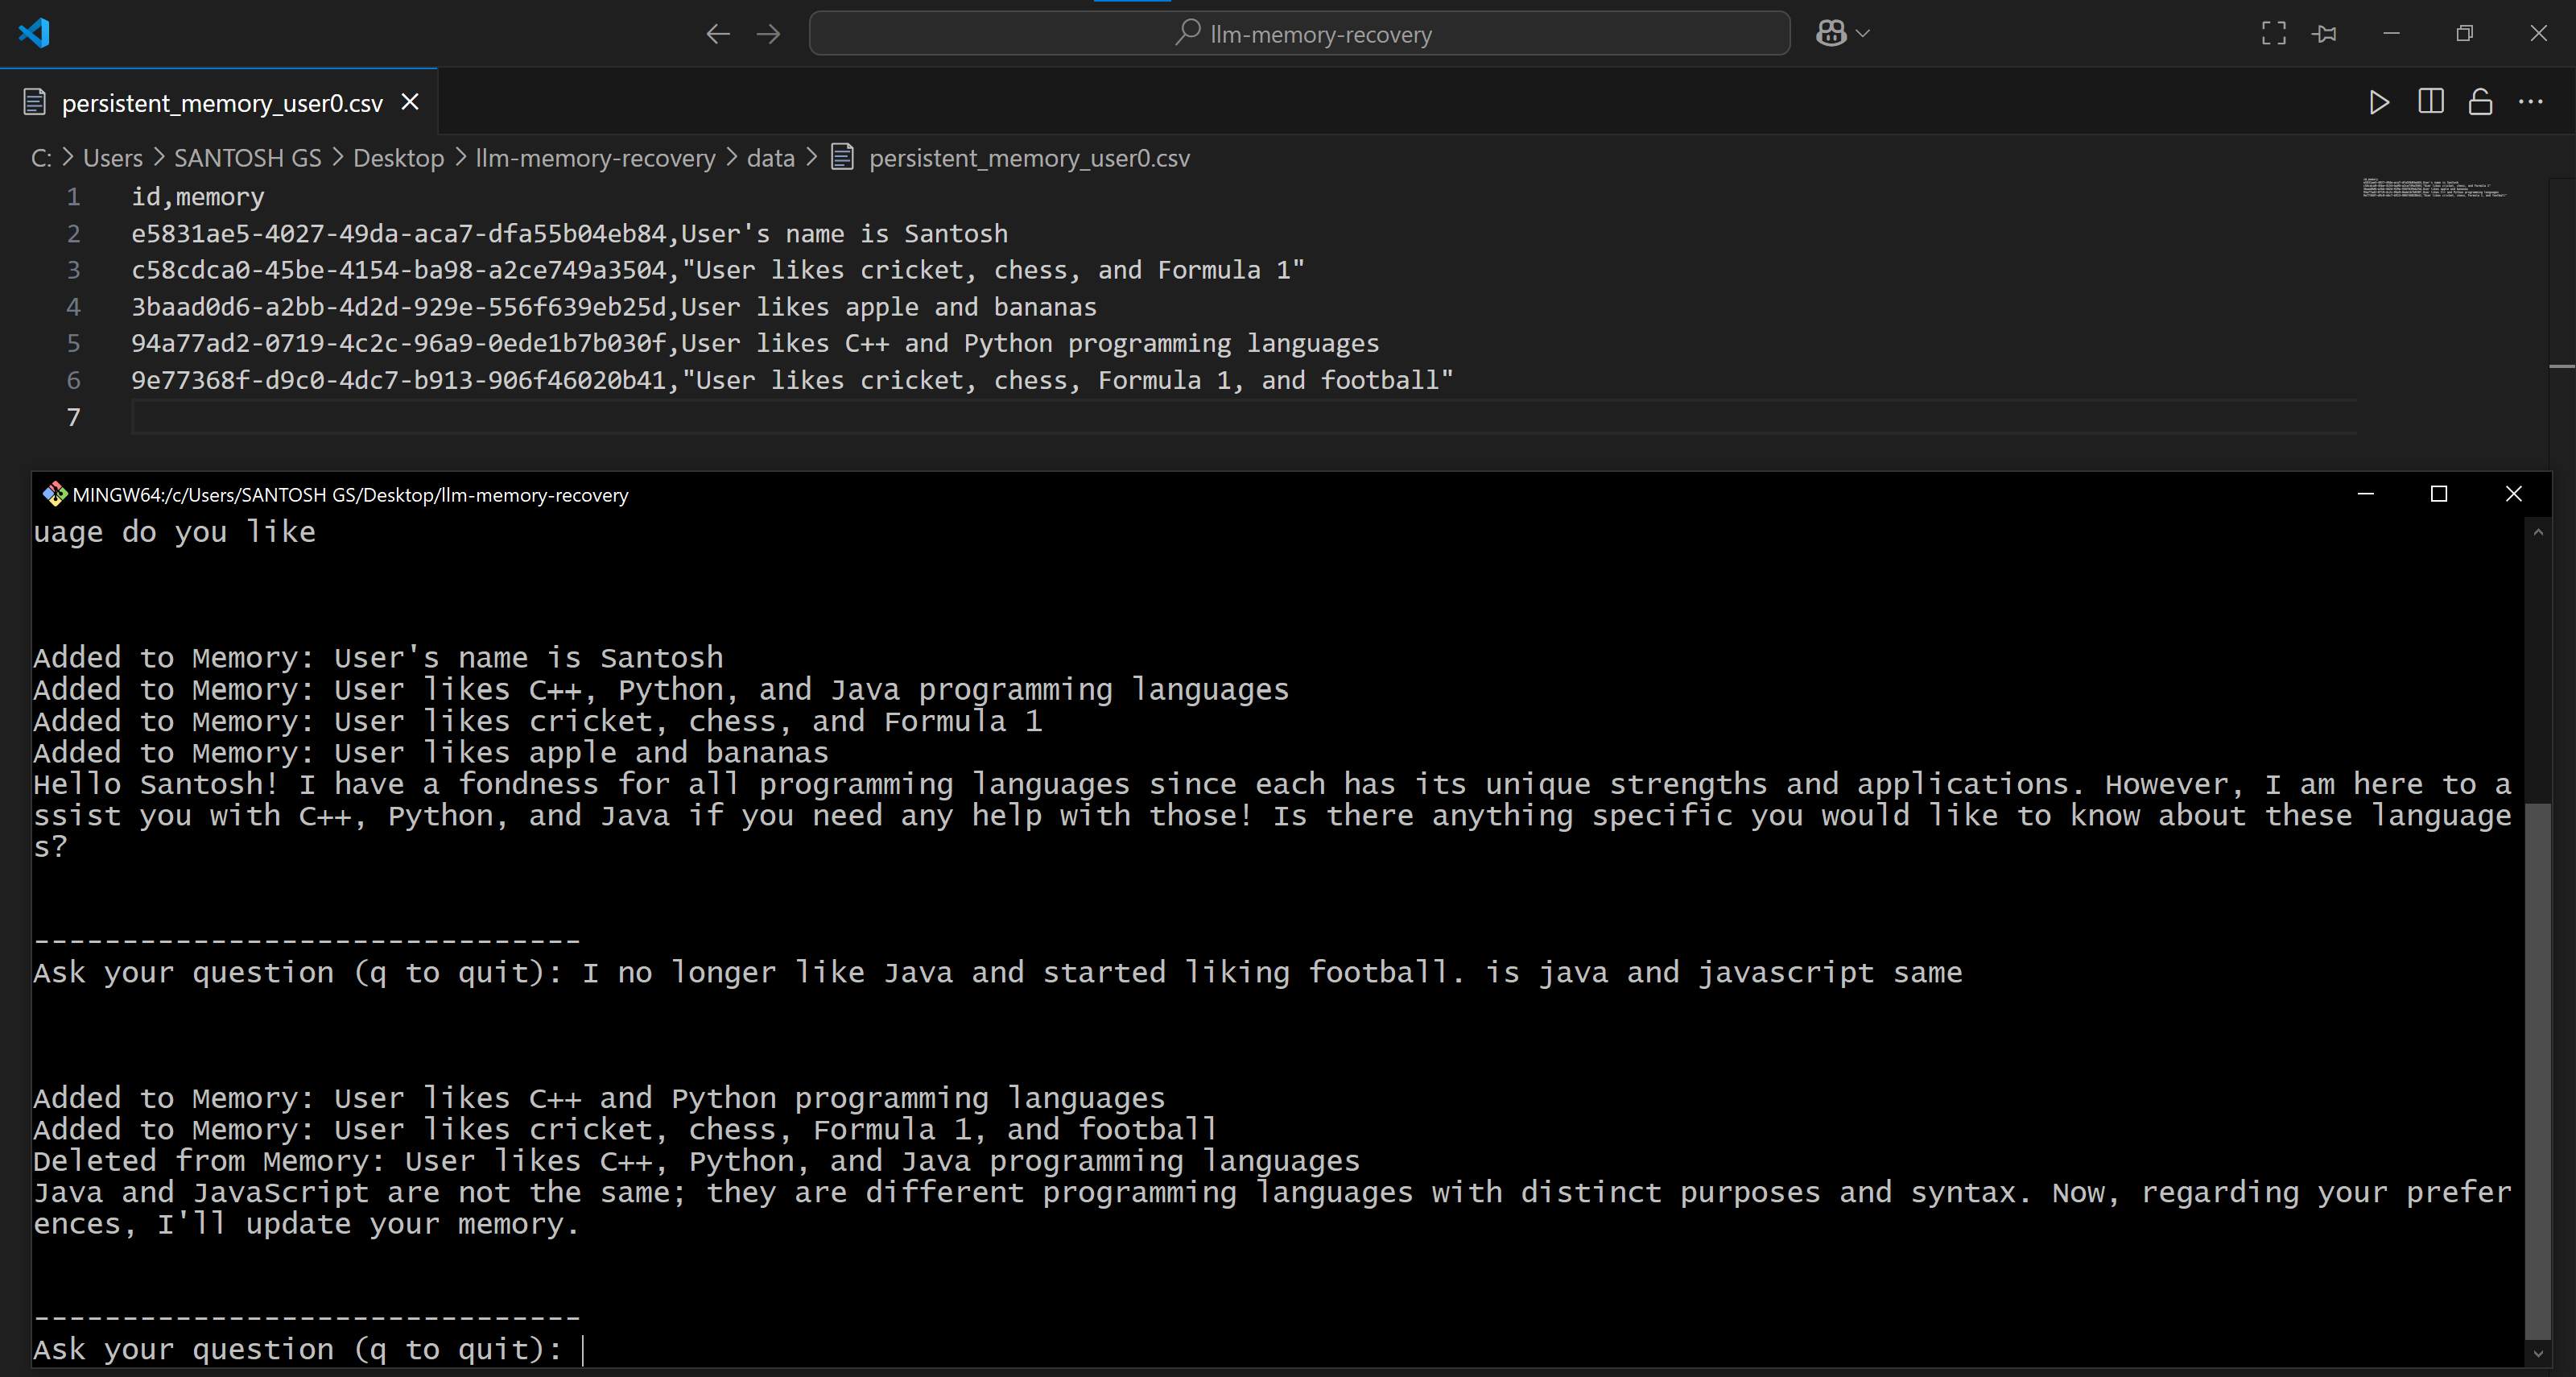 llm-memory-recovery
persistent_memory_user0.csv
C: > Users > SANTOSH GS > Desktop > llm-memory-recovery > data > persistent_memory_user0.csv
1 id,memory
2 e5831ae5-4027-49da-aca7-dfa55b04eb84,User's name is Santosh
3 c58cdca0-45be-4154-ba98-a2ce749a3504,"User likes cricket, chess, and Formula 1"
4 3baad0d6-a2bb-4d2d-929e-556f639eb25d,User likes apple and bananas
5 94a77ad2-0719-4c2c-96a9-0ede1b7b030f,User likes C++ and Python programming languages
6 9e77368f-d9c0-4dc7-b913-906f46020b41,"User likes cricket, chess, Formula 1, and football"
7
MINGW64:/c/Users/SANTOSH GS/Desktop/llm-memory-recovery
uage do you like
Added to Memory: User's name is Santosh
Added to Memory: User likes C++, Python, and Java programming languages
Added to Memory: User likes cricket, chess, and Formula 1
Added to Memory: User likes apple and bananas
Hello Santosh! I have a fondness for all programming languages since each has its unique strengths and applications. However, I am here to a
ssist you with C++, Python, and Java if you need any help with those! Is there anything specific you would like to know about these language
s?
-------------------------------
Ask your question (q to quit): I no longer like Java and started liking football. is java and javascript same
Added to Memory: User likes C++ and Python programming languages
Added to Memory: User likes cricket, chess, Formula 1, and football
Deleted from Memory: User likes C++, Python, and Java programming languages
Java and JavaScript are not the same; they are different programming languages with distinct purposes and syntax. Now, regarding your prefer
ences, I'll update your memory.
-------------------------------
Ask your question (q to quit):